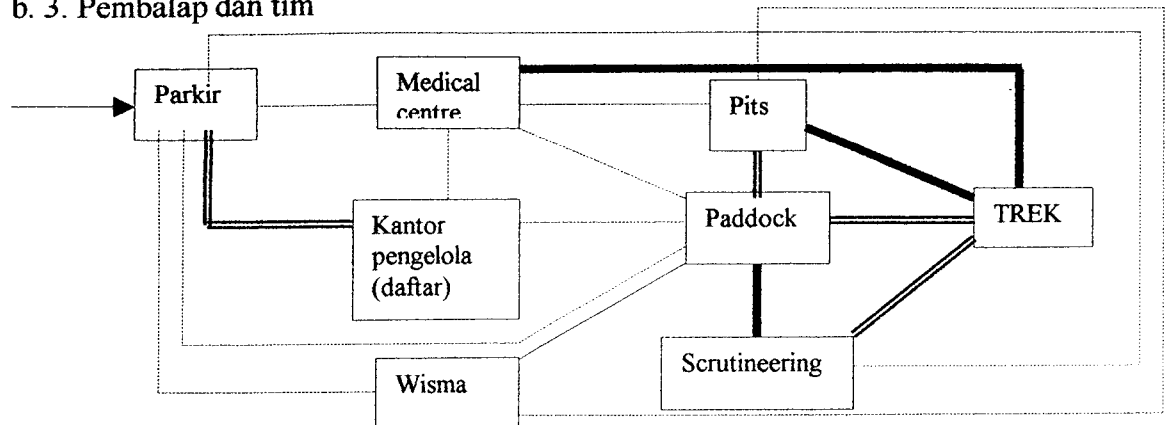 b. 3. Pembalap dan tim
Parkir
Medical
centre
Pits
Kantor
pengelola
(daftar)
Paddock
TREK
Scrutineering
Wisma